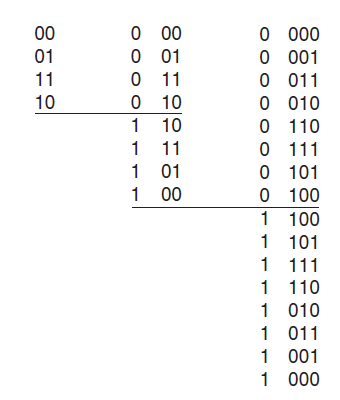 00 0 00 0 000
01 0 01 0 001
11 0 11 0 011
10 0 10 0 010
1 10 0 110
1 11 0 111
1 01 0 101
1 00 0 100
1 100
1 101
1 111
1 110
1 010
1 011
1 001
1 000